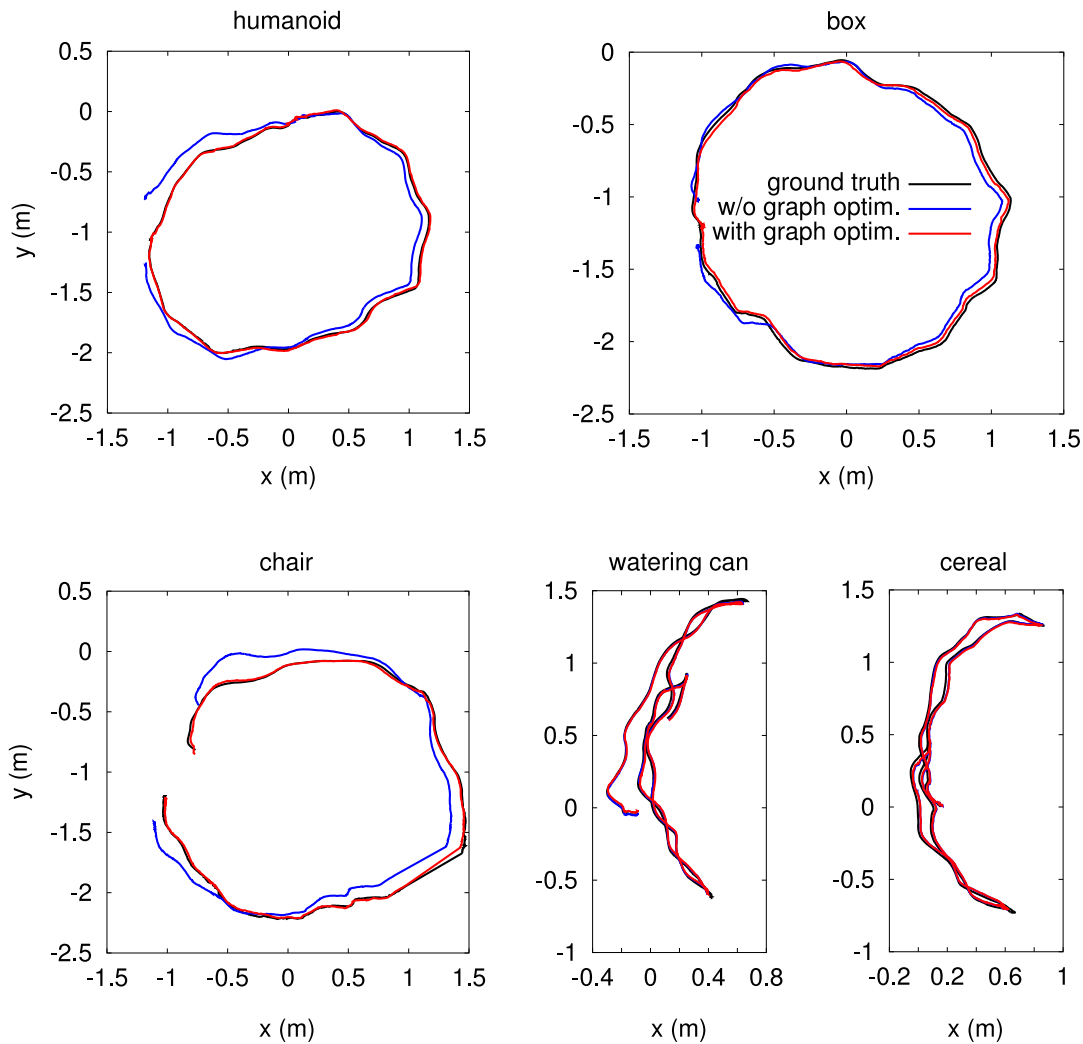 humanoid
0.5
0
-0.5
-1
-1.5
-2
-2.5
y (m)
-1.5 -1 -0.5 0 0.5 1 1.5
x (m)
box
0
-0.5
-1
-1.5
-2
-2.5
ground truth
w/o graph optim.
with graph optim.
-1.5 -1 -0.5 0 0.5 1 1.5
x (m)
chair
0.5
0
-0.5
-1
-1.5
-2
-2.5
y (m)
-1.5 -1 -0.5 0 0.5 1 1.5
x (m)
watering can
1.5
1
0.5
0
-0.5
-1
-0.4 0 0.4 0.8
x (m)
cereal
1.5
1
0.5
0
-0.5
-1
-0.2 0.2 0.6 1
x (m)